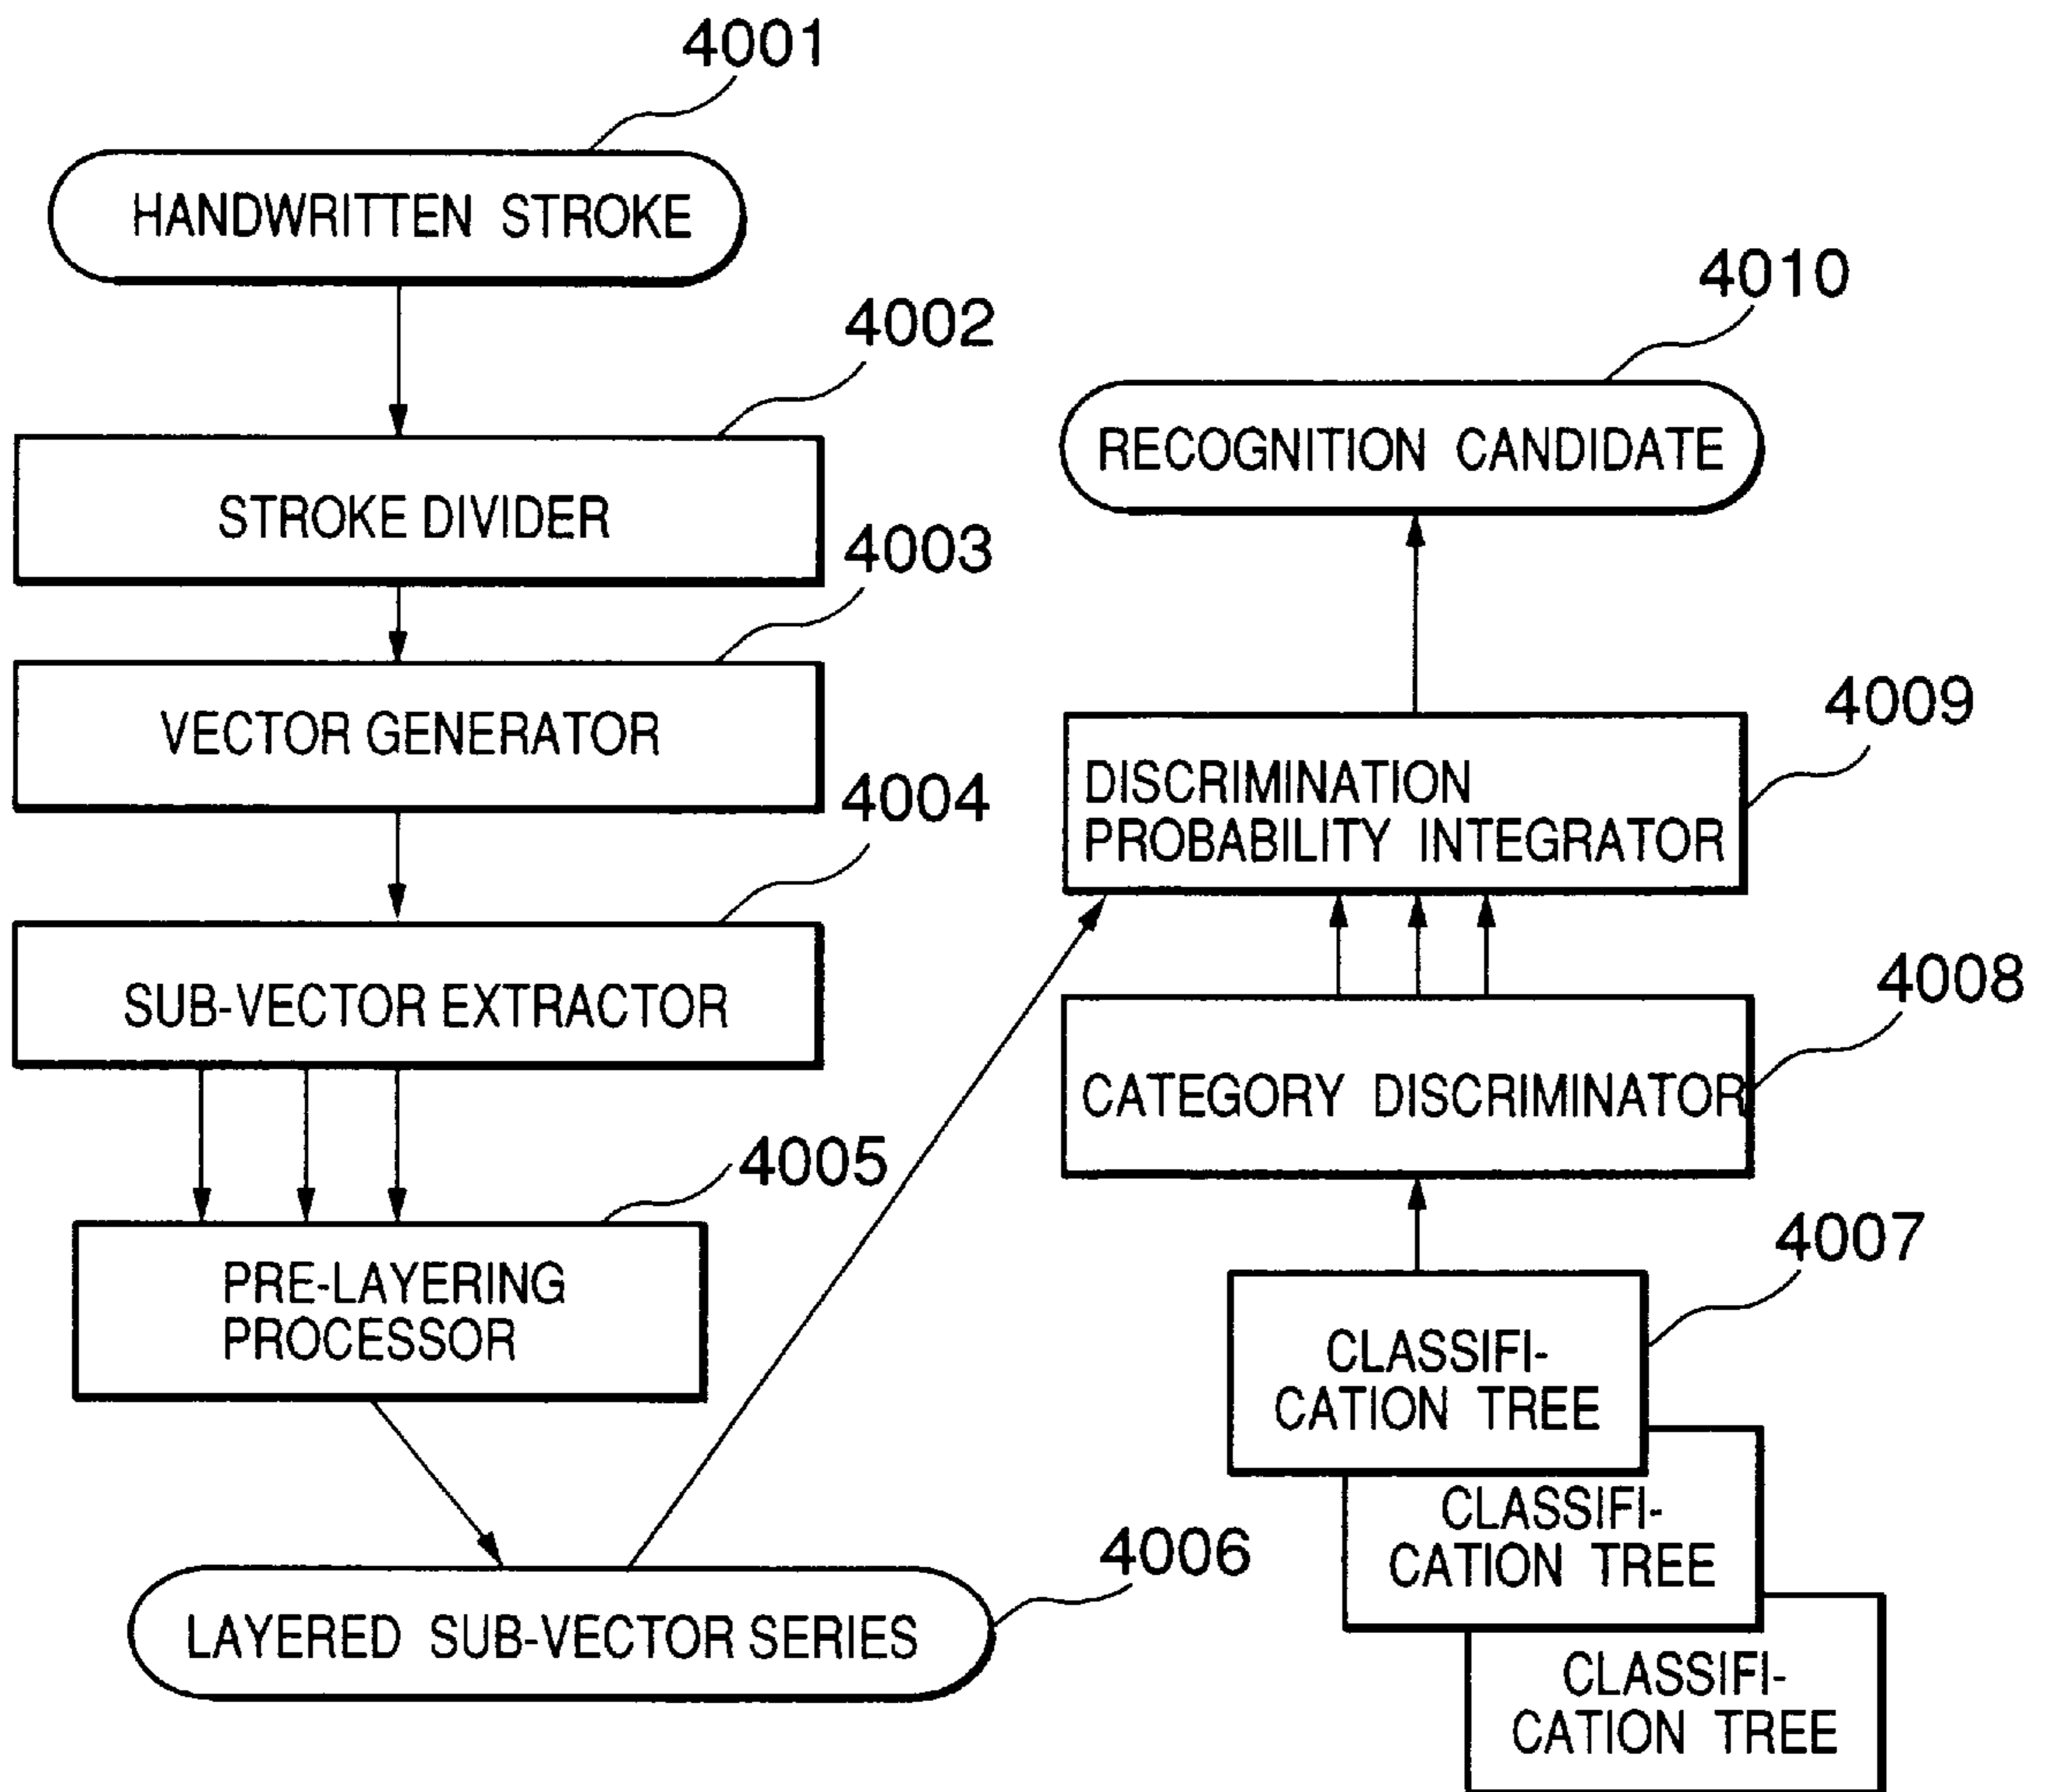 4001
HANDWRITTEN STROKE
4002
STROKE DIVIDER
4003
VECTOR GENERATOR
4004
SUB-VECTOR EXTRACTOR
4005
PRE-LAYERING
PROCESSOR
4006
LAYERED SUB-VECTOR SERIES
4010
RECOGNITION CANDIDATE
4009
DISCRIMINATION
PROBABILITY INTEGRATOR
4008
CATEGORY DISCRIMINATOR
4007
CLASSIFI-
CATION TREE
CLASSIFI-
CATION TREE
CLASSIFI-
CATION TREE